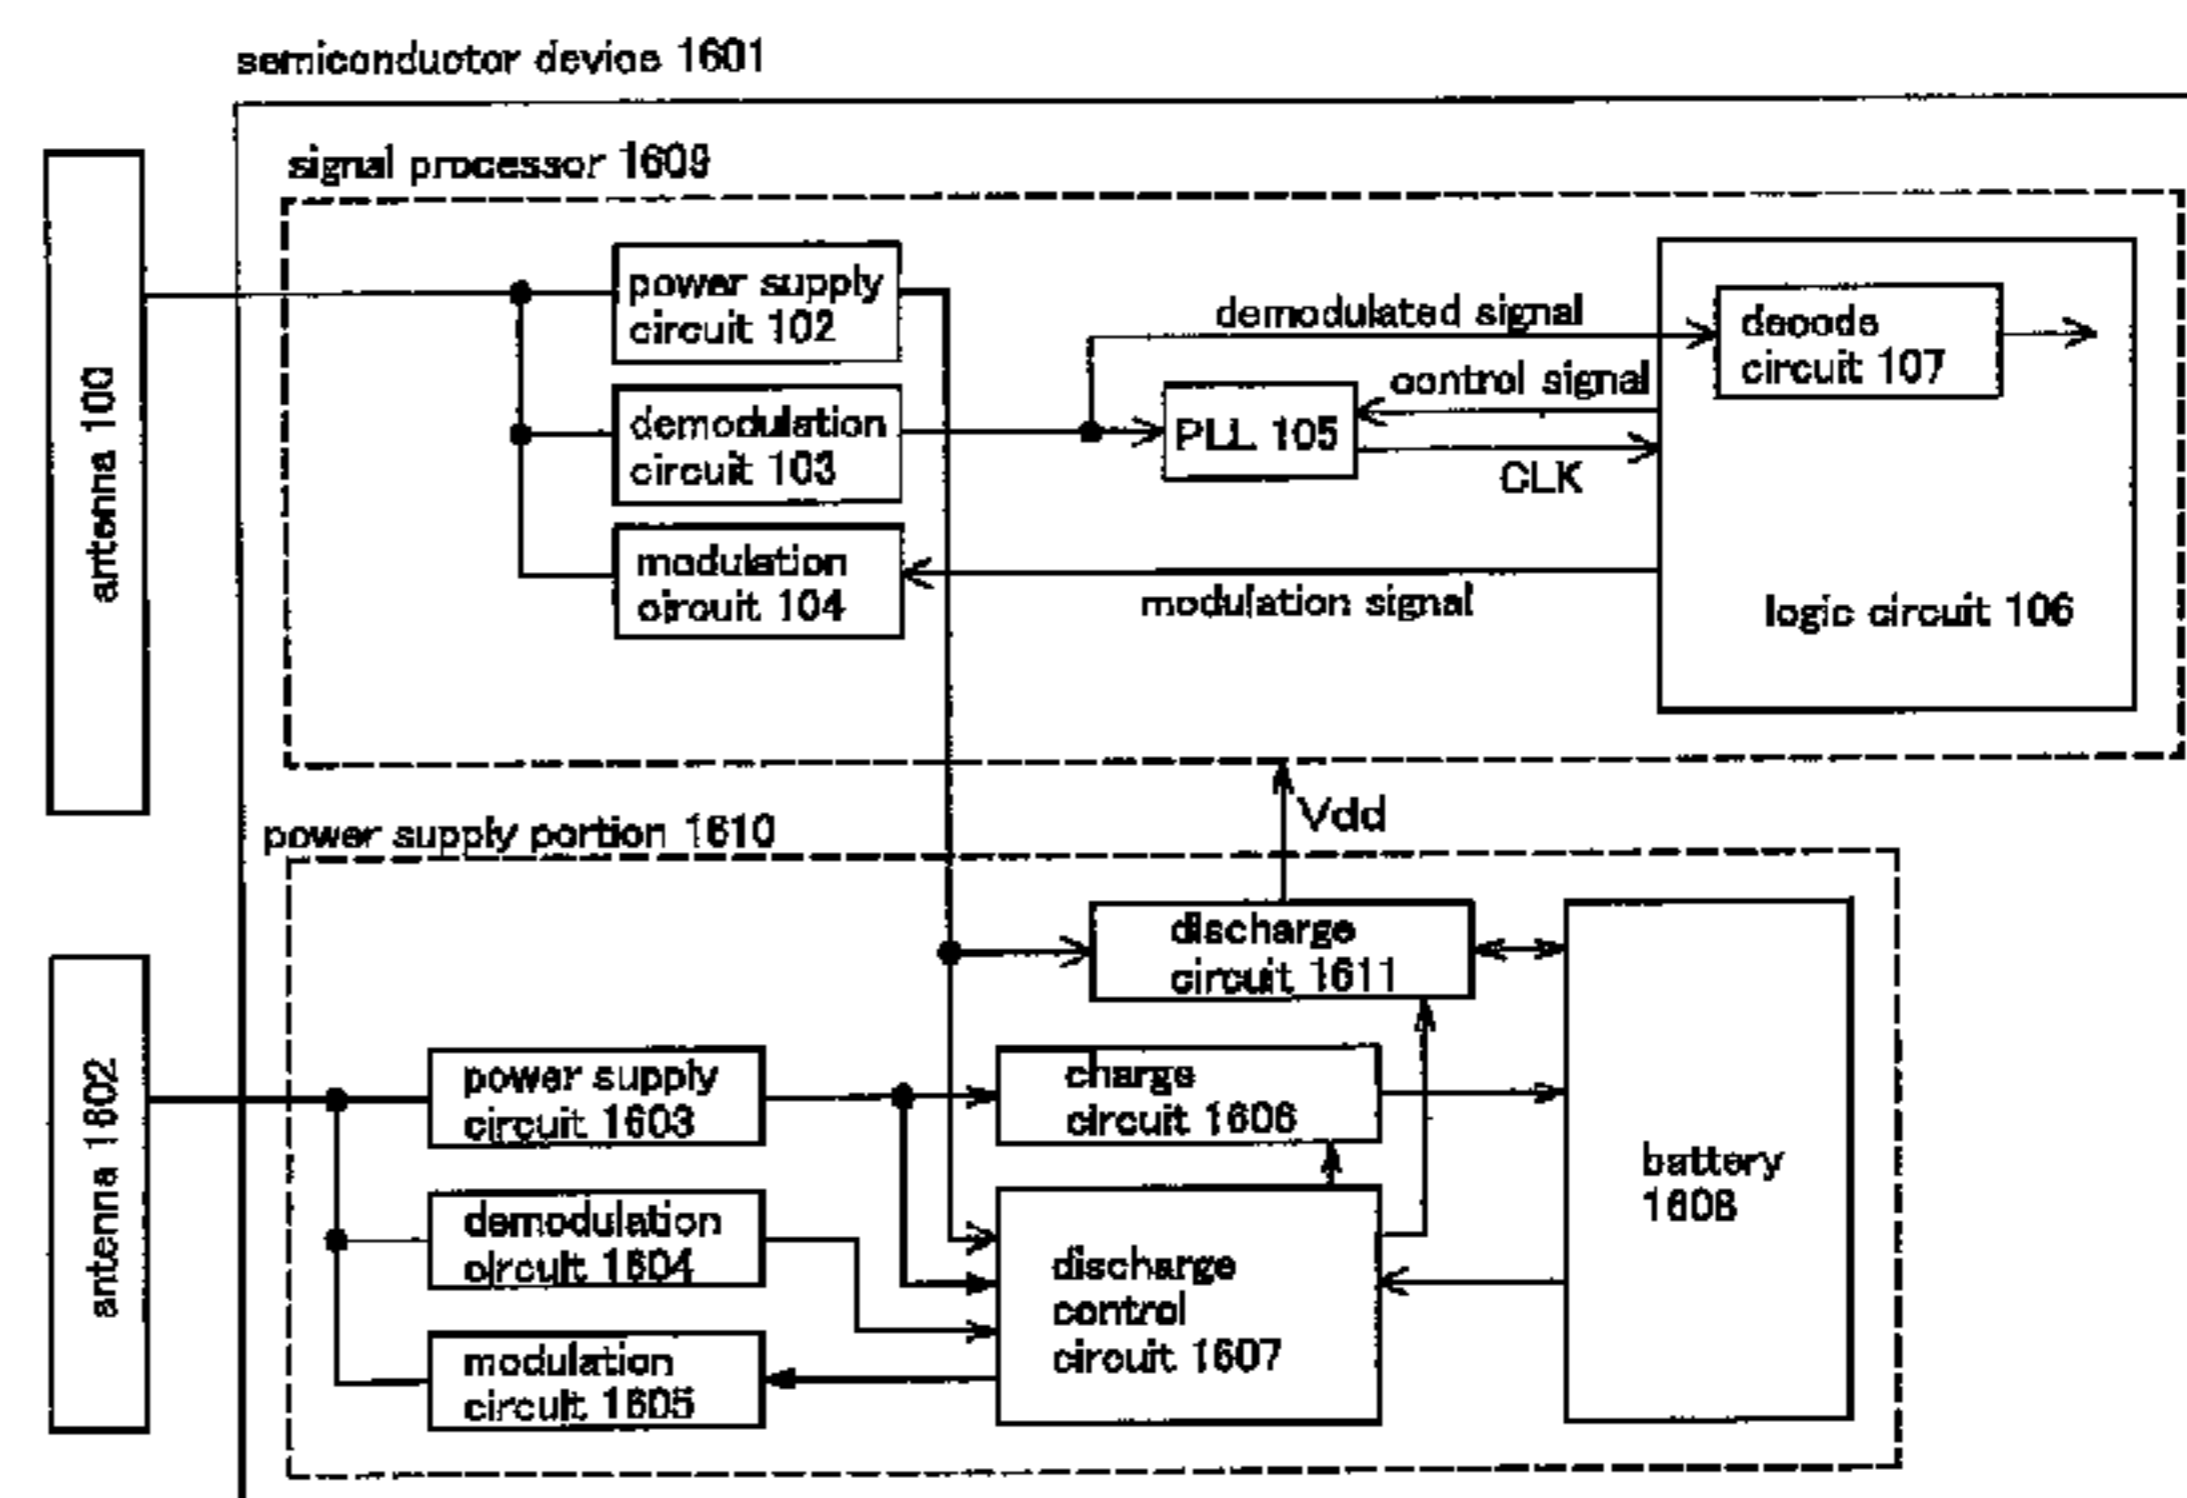 semiconductor device 1601
signal processor 1609
antenna 100
power supply
circuit 102
demodulated signal
decode
circuit 107
control signal
demodulation
circuit 103
PLL 105
CLK
modulation
circuit 104
modulation signal
logic circuit 106
Vdd
power supply portion 1610
antenna 1602
discharge
circuit 1611
power supply
circuit 1603
charge
circuit 1606
battery
1608
demodulation
circuit 1604
discharge
control
circuit 1607
modulation
circuit 1605